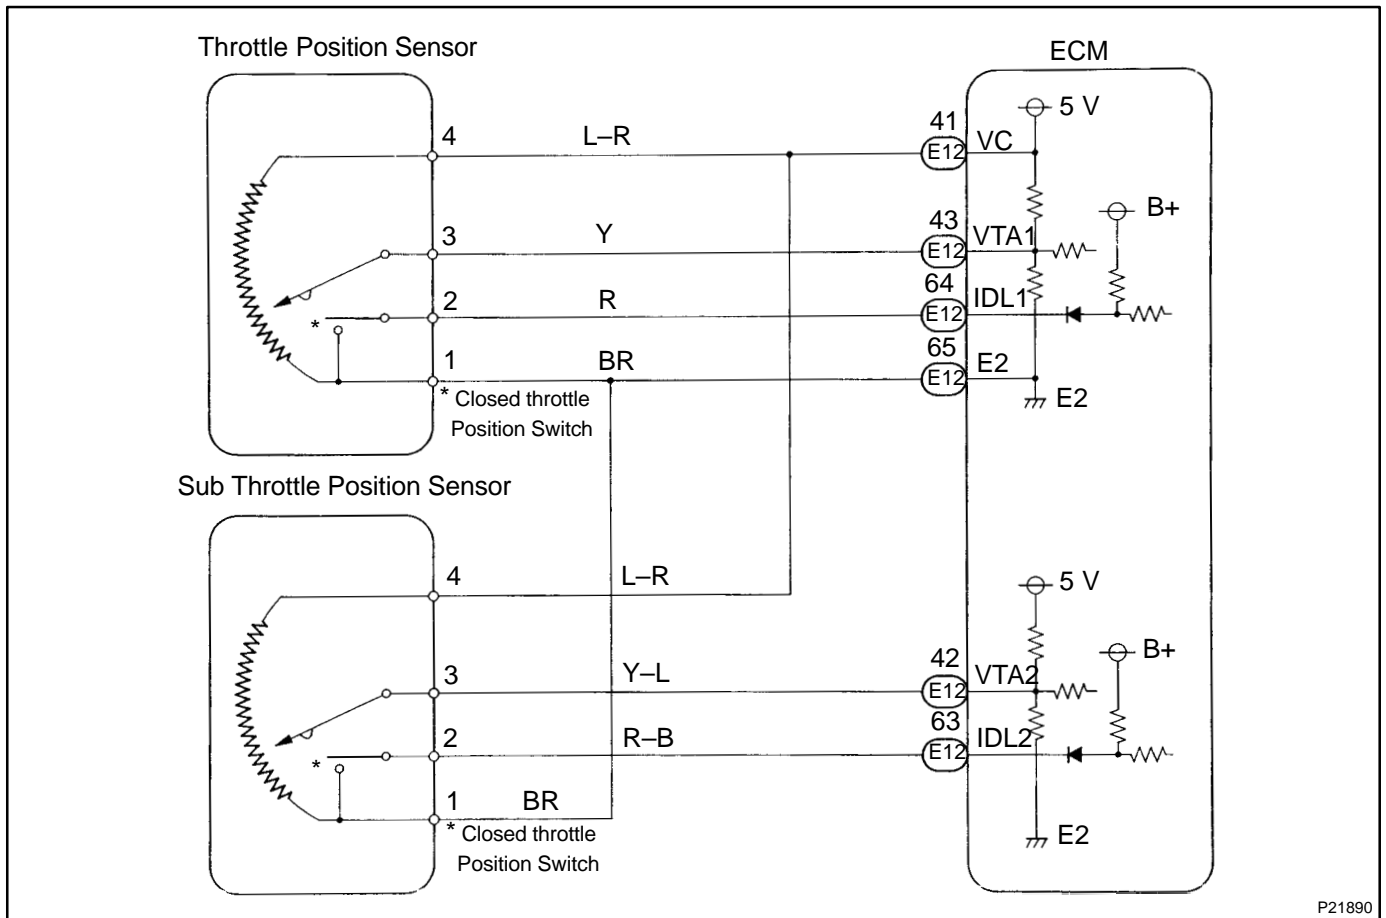 Throttle Position Sensor
ECM
5 V
4
L–R
41
E12
VC
B+
3
Y
43
E12
VTA1
2
R
64
E12
IDL1
*
1
BR
65
E12
E2
E2
* Closed throttle
Position Switch
Sub Throttle Position Sensor
4
L–R
5 V
B+
3
Y–L
42
E12
VTA2
2
R–B
63
E12
IDL2
*
1
BR
E2
* Closed throttle
Position Switch
P21890